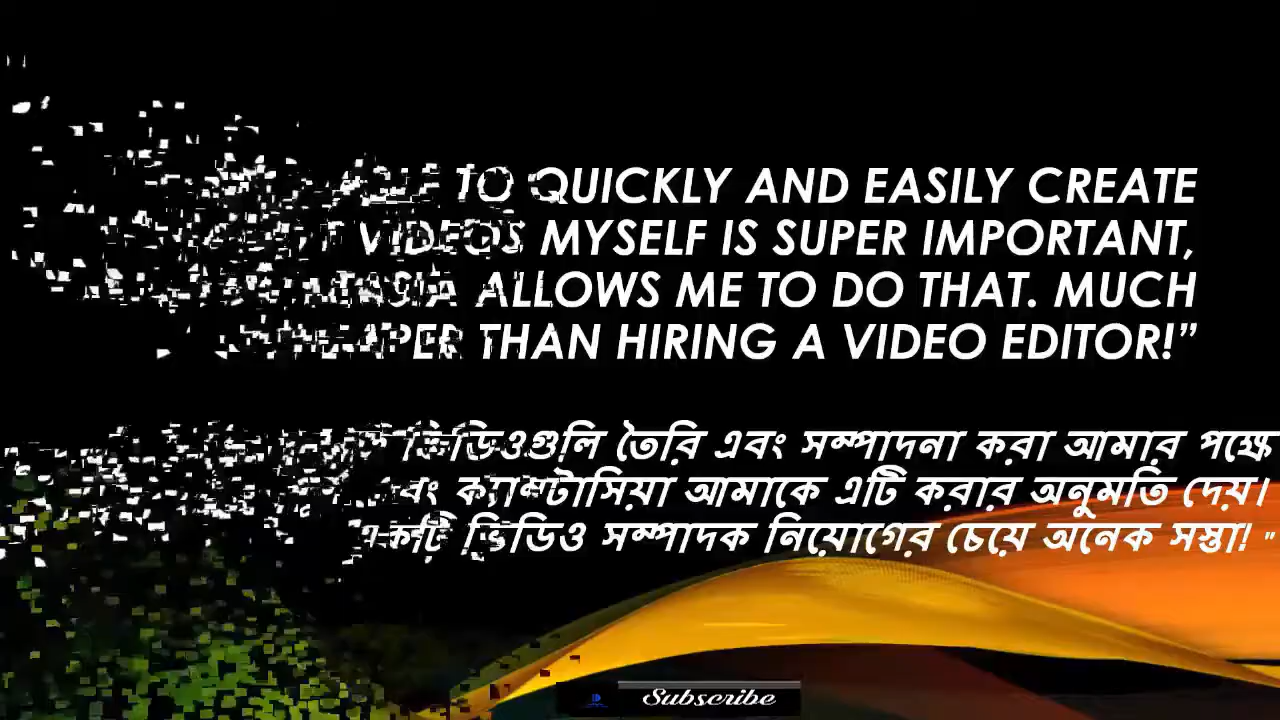 TO QUICKLY AND EASILY CREATE
VIDEOS MYSELF IS SUPER IMPORTANT,
ALLOWS ME TO DO THAT. MUCH
THAN HIRING A VIDEO EDITOR!”
ভিডিওগুলি তৈরি এবং সম্পাদনা করা আমার পক্ষে
ক্যামটাসিয়া আমাকে এটি করার অনুমতি দেয়।
একটি ভিডিও সম্পাদক নিয়োগের চেয়ে অনেক সস্তা! "
Subscribe